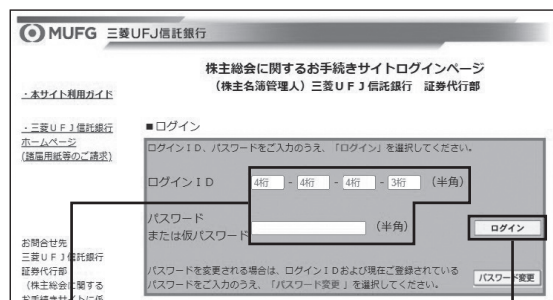 MUFG 三菱UFJ信託銀行
株主総会に関するお手続きサイトログインページ
(株主名簿管理人)三菱UFJ信託銀行 証券代行部
・本サイト利用ガイド
・三菱UFJ信託銀行
ホームページ
(諸届用紙等のご請求)
■ログイン
ログインID、パスワードをご入力のうえ、「ログイン」を選択してください。
ログインID 4桁 - 4桁 - 4桁 - 3桁 (半角)
パスワード
または仮パスワード (半角)
ログイン
お問合せ先
三菱UFJ信託銀行
証券代行部
(株主総会に関する
お手続きサイトに係
パスワードを変更される場合は、ログインIDおよび現在ご登録されている
パスワードをご入力のうえ、「パスワード変更」を選択してください。
パスワード変更